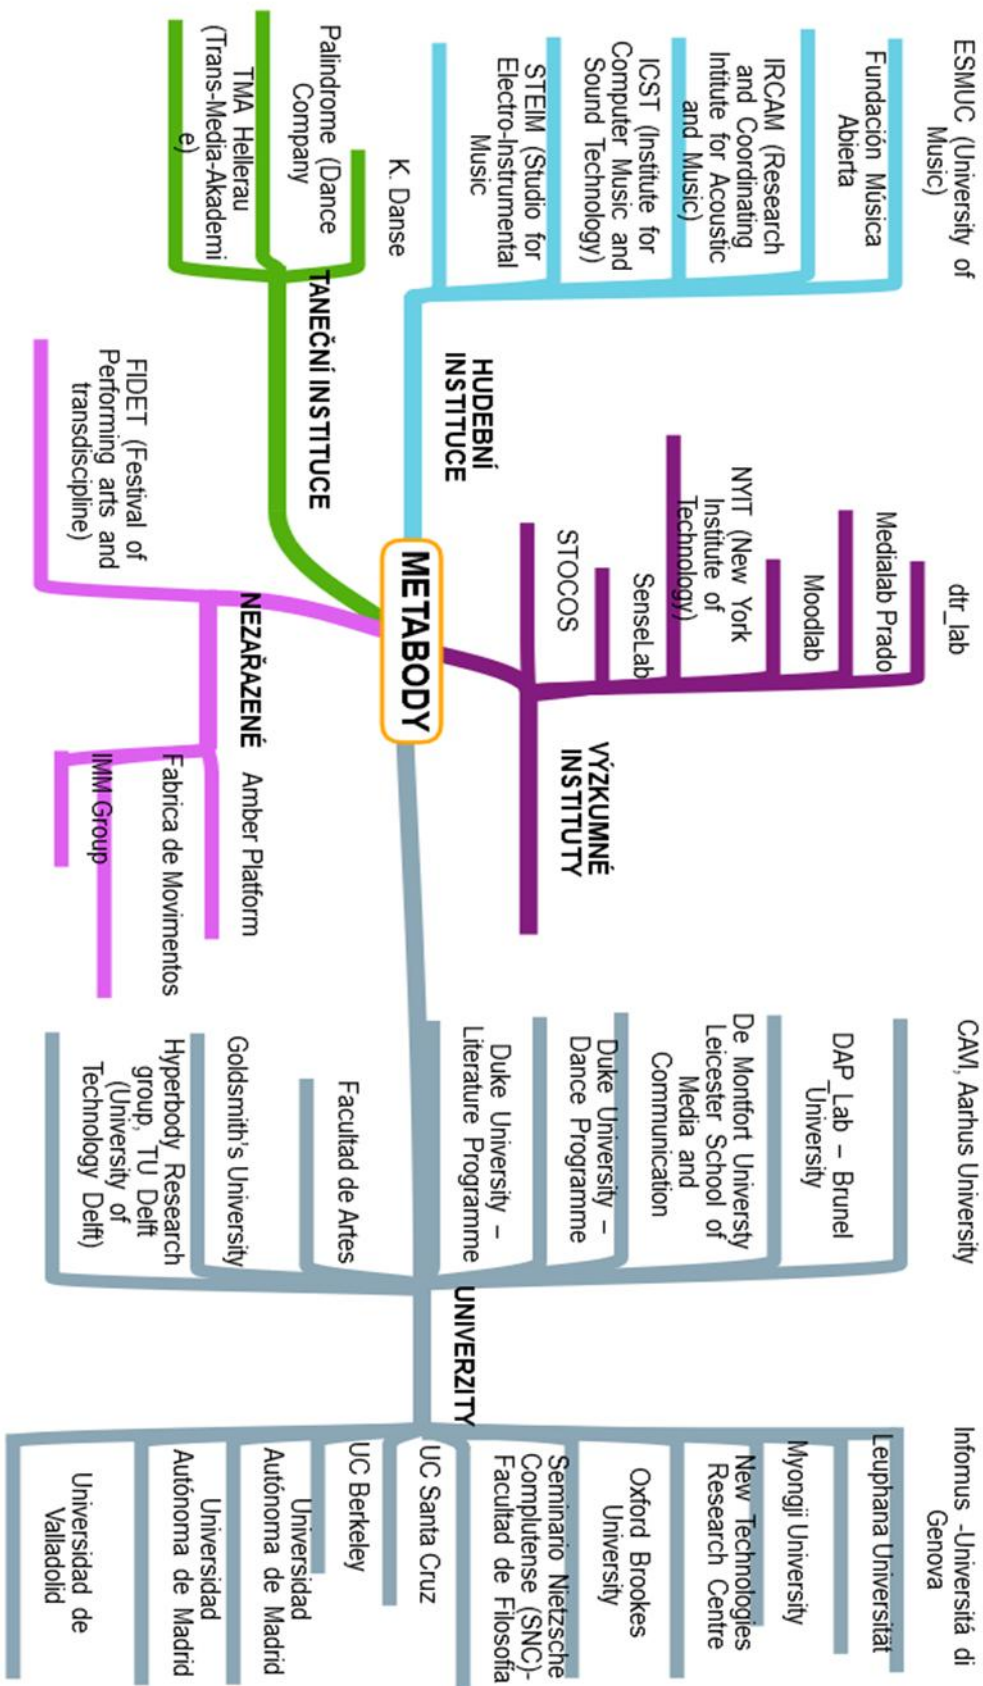 ESMUC (University of
Music)
Fundación Música
Abierta
IRCAM (Research
and Coordinating
Intitute for Acoustic
and Music)
ICST (Institute for
Computer Music and
Sound Technology)
STEIM (Studio for
Electro-Instrumental
Music
HUDEBNÍ
INSTITUCE
K. Danse
Palindrome (Dance
Company
TMA Hellerau
(Trans-Media-Akademi
e)
TANEČNÍ INSTITUCE
dtr_lab
Medialab Prado
Moodlab
NYIT (New York
Institute of
Technology)
SenseLab
STOCOS
VÝZKUMNÉ
INSTITUTY
METABODY
FIDET (Festival of
Performing arts and
transdiscipline)
NEZAŘAZENÉ
Amber Platform
Fabrica de Movimentos
IMM Group
CAVI, Aarhus University
DAP_Lab – Brunel
University
De Montfort Universty
Leicester School of
Media and
Communication
Duke University –
Dance Programme
Duke University –
Literature Programme
Facultad de Artes
Goldsmith's University
Hyperbody Research
group, TU Delft
(University of
Technology Delft)
UNIVERZITY
Infomus -Universitá di
Genova
Leuphana Universität
Myongji University
New Technologies
Research Centre
Oxford Brookes
University
Seminario Nietzsche
Complutense (SNC)-
Facultad de Filosofía
UC Santa Cruz
UC Berkeley
Universidad
Autónoma de Madrid
Universidad
Autónoma de Madrid
Universidad de
Valladolid